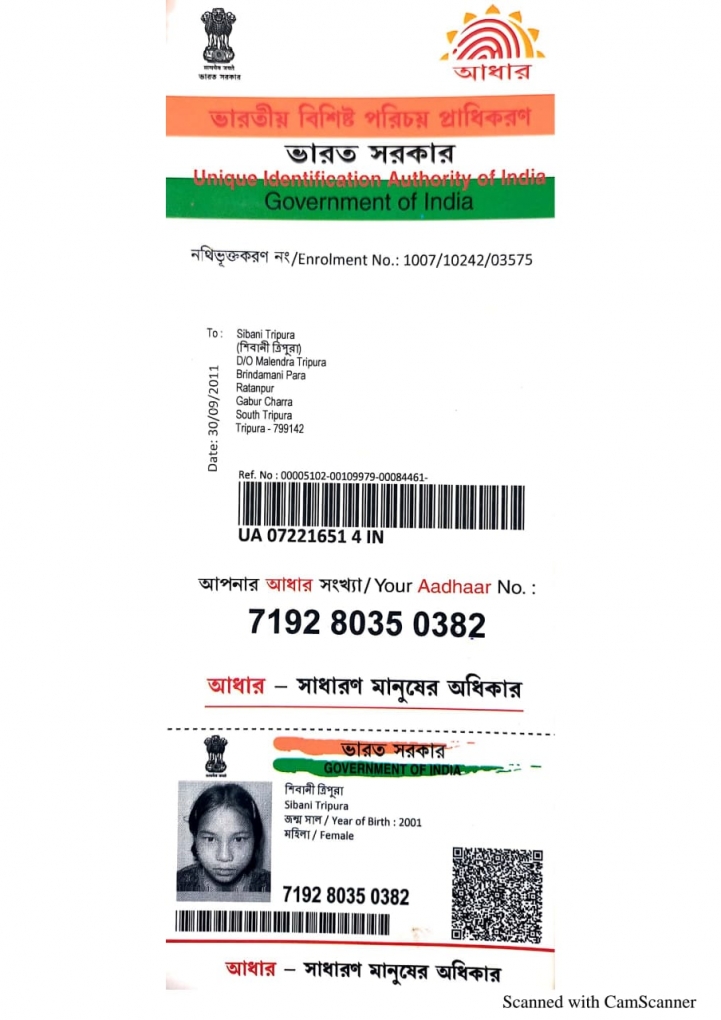 सत्यमेव जयते
ভারত সরকার
আধার
ভারতীয় বিশিষ্ট পরিচয় প্রাধিকরণ
ভারত সরকার
Unique Identification Authority of India
Government of India
নথিভূক্তকরণ নং/Enrolment No.: 1007/10242/03575
To :
Sibani Tripura
(শিবানী ত্রিপুরা)
D/O Malendra Tripura
Brindamani Para
Ratanpur
Gabur Charra
South Tripura
Tripura - 799142
Date: 30/09/2011
Ref. No : 00005102-00109979-00084461-
UA 07221651 4 IN
আপনার আধার সংখ্যা/ Your Aadhaar No. :
7192 8035 0382
আধার – সাধারণ মানুষের অধিকার
ভারত সরকার
GOVERNMENT OF INDIA
শিবানী ত্রিপুরা
Sibani Tripura
জন্ম সাল / Year of Birth : 2001
মহিলা / Female
7192 8035 0382
আধার – সাধারণ মানুষের অধিকার
Scanned with CamScanner